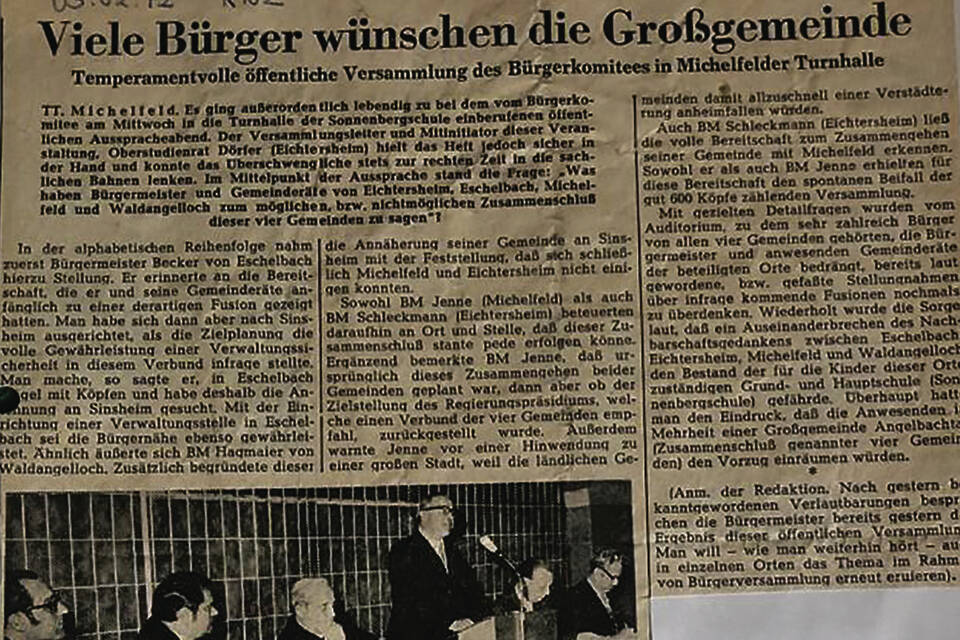 03.02.72 RNZ
Viele Bürger wünschen die Großgemeinde
Temperamentvolle öffentliche Versammlung des Bürgerkomitees in Michelfelder Turnhalle
TT. Michelfeld. Es ging außerordentlich lebendig zu bei dem vom Bürgerko-
mitee am Mittwoch in die Turnhalle der Sonnenbergschule einberufenen öffent-
lichen Ausspracheabend. Der Versammlungsleiter und Mitinitiator dieser Veran-
staltung, Oberstudienrat Dörfer (Eichtersheim) hielt das Heft jedoch sicher in
der Hand und konnte das Überschwengliche stets zur rechten Zeit in die sach-
lichen Bahnen lenken. Im Mittelpunkt der Aussprache stand die Frage: „Was
haben Bürgermeister und Gemeinderäte von Eichtersheim, Eschelbach, Michel-
feld und Waldangelloch zum möglichen, bzw. nichtmöglichen Zusammenschluß
dieser vier Gemeinden zu sagen"?
In der alphabetischen Reihenfolge nahm
zuerst Bürgermeister Becker von Eschelbach
hierzu Stellung. Er erinnerte an die Bereit-
schaft, die er und seine Gemeinderäte an-
fänglich zu einer derartigen Fusion gezeigt
hatten. Man habe sich dann aber nach Sins-
heim ausgerichtet, als die Zielplanung die
volle Gewährleistung einer Verwaltungssi-
cherheit in diesem Verbund infrage stellte.
Man mache, so sagte er, in Eschelbach
gel mit Köpfen und habe deshalb die An-
nung an Sinsheim gesucht. Mit der Ein-
richtung einer Verwaltungsstelle in Eschel-
bach sei die Bürgernähe ebenso gewährlei-
stet. Ähnlich äußerte sich BM Hagmaier von
Waldangelloch. Zusätzlich begründete dieser
die Annäherung seiner Gemeinde an Sins-
heim mit der Feststellung, daß sich schließ-
lich Michelfeld und Eichtersheim nicht eini-
gen konnten.
Sowohl BM Jenne (Michelfeld) als auch
BM Schleckmann (Eichtersheim) beteuerten
daraufhin an Ort und Stelle, daß dieser Zu-
sammenschluß stante pede erfolgen könne.
Ergänzend bemerkte BM Jenne, daß ur-
sprünglich dieses Zusammengehen beider
Gemeinden geplant war, dann aber ob der
Zielstellung des Regierungspräsidiums, wel-
che einen Verbund der vier Gemeinden emp-
fahl, zurückgestellt wurde. Außerdem
warnte Jenne vor einer Hinwendung zu
einer großen Stadt, weil die ländlichen Ge-
meinden damit allzuschnell einer Verstädte-
rung anheimfallen würden.
Auch BM Schleckmann (Eichtersheim) ließ
die volle Bereitschaft zum Zusammengehen
seiner Gemeinde mit Michelfeld erkennen.
Sowohl er als auch BM Jenne erhielten für
diese Bereitschaft den spontanen Beifall der
gut 600 Köpfe zählenden Versammlung.
Mit gezielten Detailfragen wurden vom
Auditorium, zu dem sehr zahlreich Bürger
von allen vier Gemeinden gehörten, die Bür-
germeister und anwesenden Gemeinderäte
der beteiligten Orte bedrängt, bereits laut
gewordene, bzw. gefaßte Stellungnahmen
über infrage kommende Fusionen nochmals
zu überdenken. Wiederholt wurde die Sorge
laut, daß ein Auseinanderbrechen des Nach-
barschaftsgedankens zwischen Eschelbach
Eichtersheim, Michelfeld und Waldangelloch
den Bestand der für die Kinder dieser Orte
zuständigen Grund- und Hauptschule (Son-
nenbergschule) gefährde. Überhaupt hatt
man den Eindruck, daß die Anwesenden i
Mehrheit einer Großgemeinde Angelbachta
(Zusammenschluß genannter vier Gemein
den) den Vorzug einräumen würden.
*
(Anm. der Redaktion. Nach gestern be
kanntgewordenen Verlautbarungen bespr
chen die Bürgermeister bereits gestern d
Ergebnis dieser öffentlichen Versammlun
Man will – wie man weiterhin hört – au
in einzelnen Orten das Thema im Rahm
von Bürgerversammlung erneut eruieren).